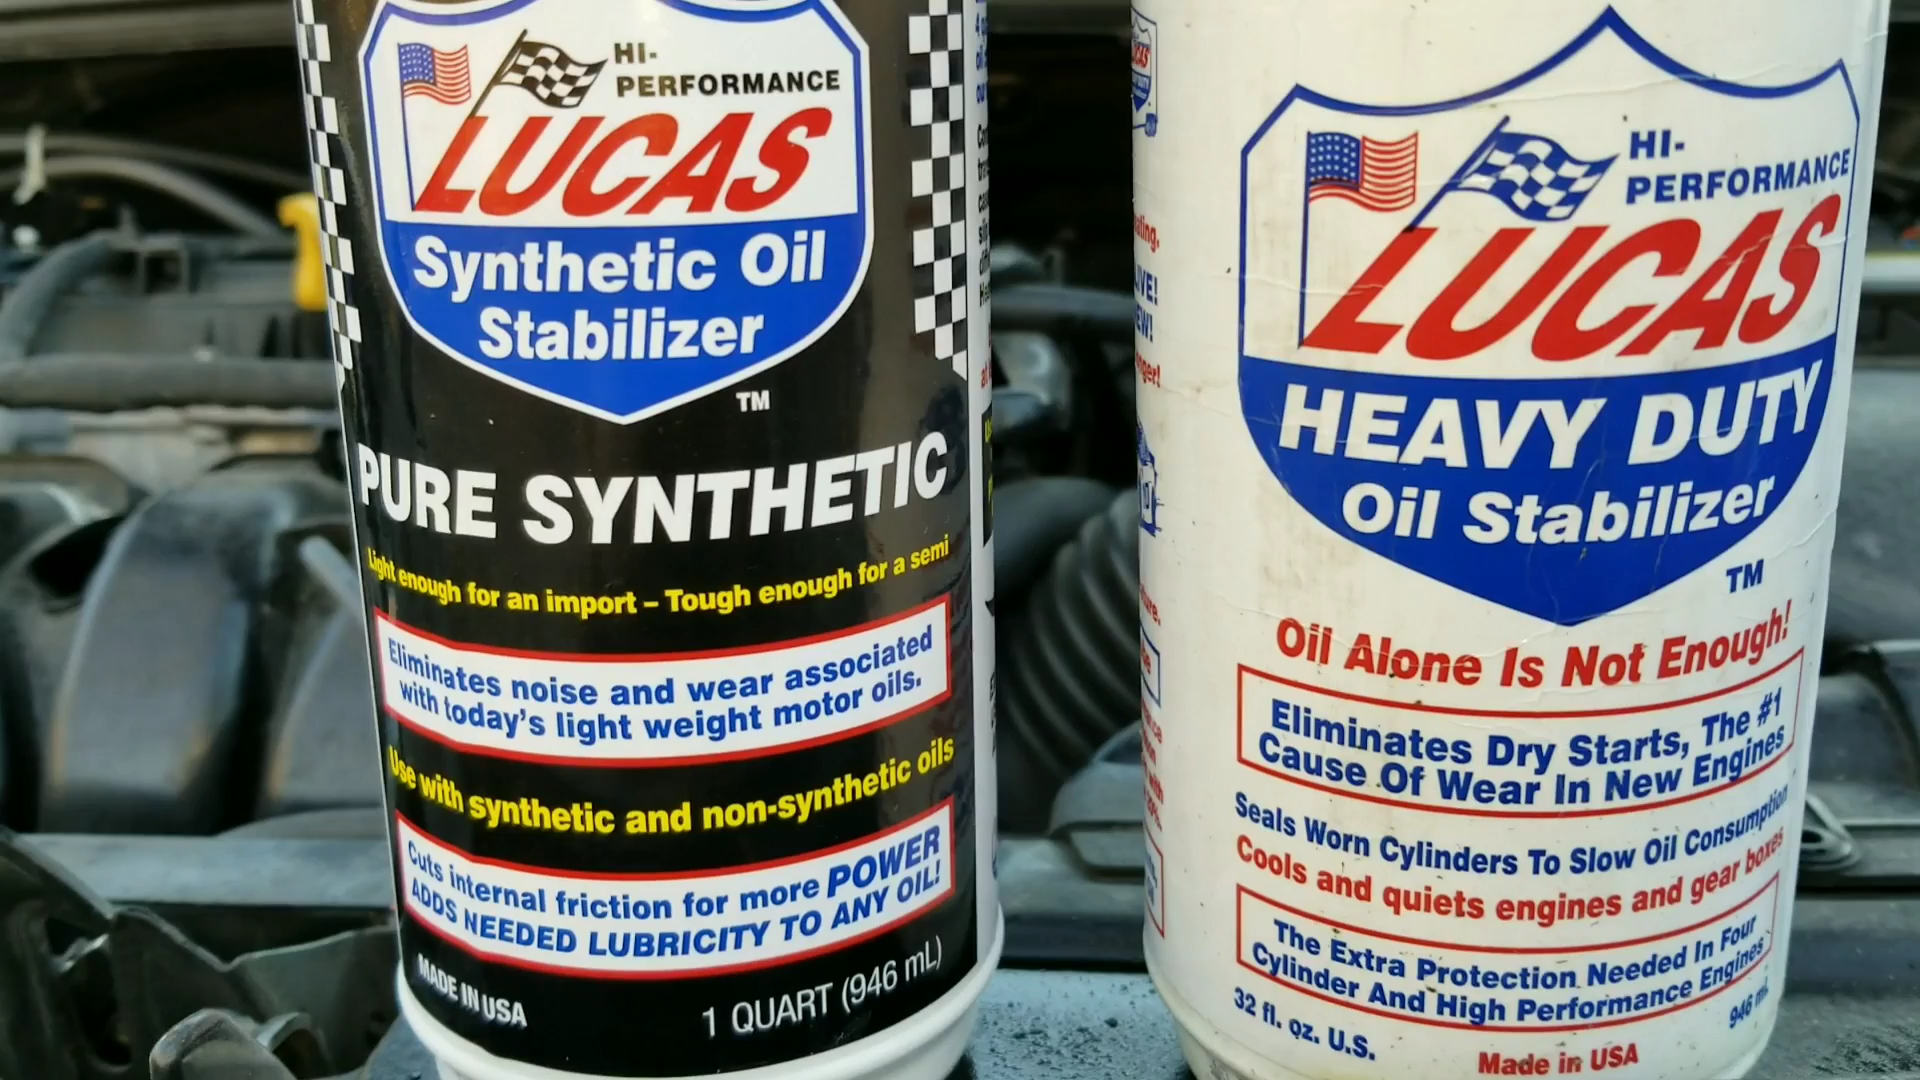 HI-
PERFORMANCE
LUCAS
Synthetic Oil
Stabilizer
TM
PURE SYNTHETIC
Light enough for an import – Tough enough for a semi
Eliminates noise and wear associated
with today's light weight motor oils.
Use with synthetic and non-synthetic oils
Cuts internal friction for more POWER
ADDS NEEDED LUBRICITY TO ANY OIL!
MADE IN USA
1 QUART (946 mL)
HI-
PERFORMANCE
LUCAS
HEAVY DUTY
Oil Stabilizer
TM
Oil Alone Is Not Enough!
Eliminates Dry Starts, The #1
Cause Of Wear In New Engines
Seals Worn Cylinders To Slow Oil Consumption
Cools and quiets engines and gear boxes
The Extra Protection Needed In Four
Cylinder And High Performance Engines
32 fl. oz. U.S.
946 mL
Made in USA